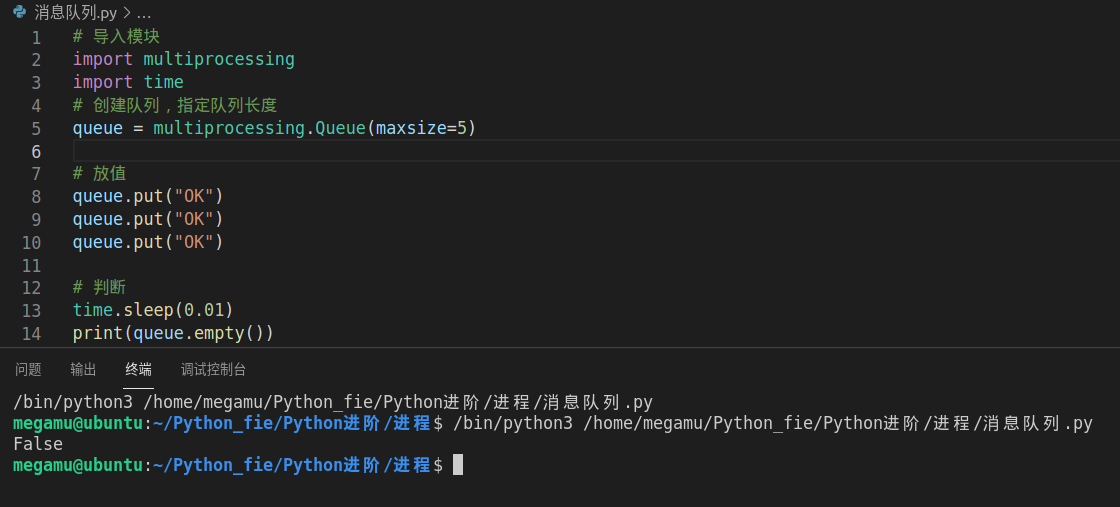 消息队列.py > ...
1 # 导入模块
2 import multiprocessing
3 import time
4 # 创建队列，指定队列长度
5 queue = multiprocessing.Queue(maxsize=5)
6
7 # 放值
8 queue.put("OK")
9 queue.put("OK")
10 queue.put("OK")
11
12 # 判断
13 time.sleep(0.01)
14 print(queue.empty())
问题 输出 终端 调试控制台
/bin/python3 /home/megamu/Python_fie/Python进阶/进程/消息队列.py
megamu@ubuntu:~/Python_fie/Python进阶/进程$ /bin/python3 /home/megamu/Python_fie/Python进阶/进程/消息队列.py
False
megamu@ubuntu:~/Python_fie/Python进阶/进程$